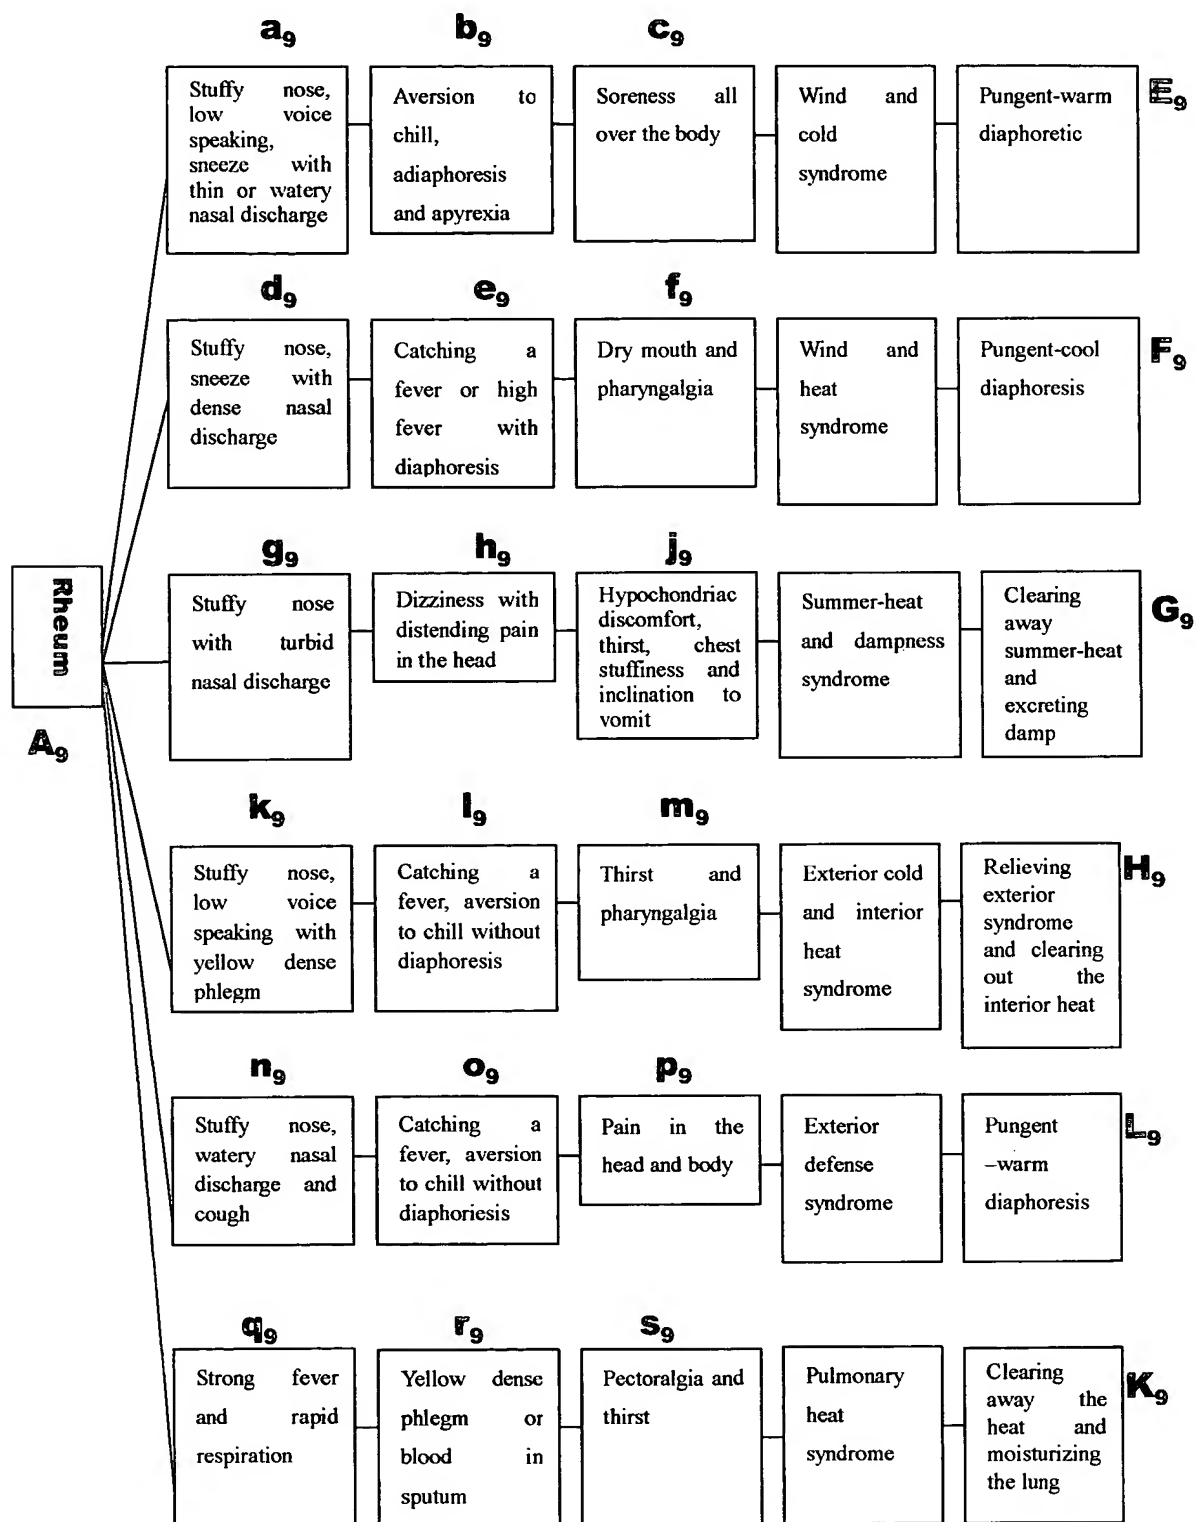 a9 b9 c9
Stuffy nose,
low voice
speaking,
sneeze with
thin or watery
nasal discharge
Aversion to
chill,
adiaphoresis
and apyrexia
Soreness all
over the body
Wind and
cold
syndrome
Pungent-warm
diaphoretic
E9
d9 e9 f9
Stuffy nose,
sneeze with
dense nasal
discharge
Catching a
fever or high
fever with
diaphoresis
Dry mouth and
pharyngalgia
Wind and
heat
syndrome
Pungent-cool
diaphoresis
F9
g9 h9 j9
Rheum
A9
Stuffy nose
with turbid
nasal discharge
Dizziness with
distending pain
in the head
Hypochondriac
discomfort,
thirst, chest
stuffiness and
inclination to
vomit
Summer-heat
and dampness
syndrome
Clearing
away
summer-heat
and
excreting
damp
G9
k9 l9 m9
Stuffy nose,
low voice
speaking with
yellow dense
phlegm
Catching a
fever, aversion
to chill without
diaphoresis
Thirst and
pharyngalgia
Exterior cold
and interior
heat
syndrome
Relieving
exterior
syndrome
and clearing
out the
interior heat
H9
n9 o9 p9
Stuffy nose,
watery nasal
discharge and
cough
Catching a
fever, aversion
to chill without
diaphoriesis
Pain in the
head and body
Exterior
defense
syndrome
Pungent
–warm
diaphoresis
L9
q9 r9 s9
Strong fever
and rapid
respiration
Yellow dense
phlegm or
blood in
sputum
Pectoralgia and
thirst
Pulmonary
heat
syndrome
Clearing
away the
heat and
moisturizing
the lung
K9